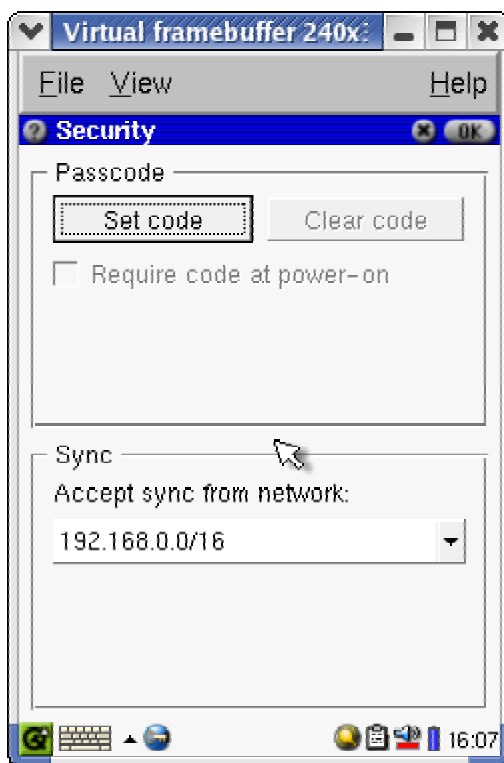 Virtual framebuffer 240x
File View Help
Security OK
Passcode
Set code Clear code
Require code at power-on
Sync
Accept sync from network:
192.168.0.0/16
16:07